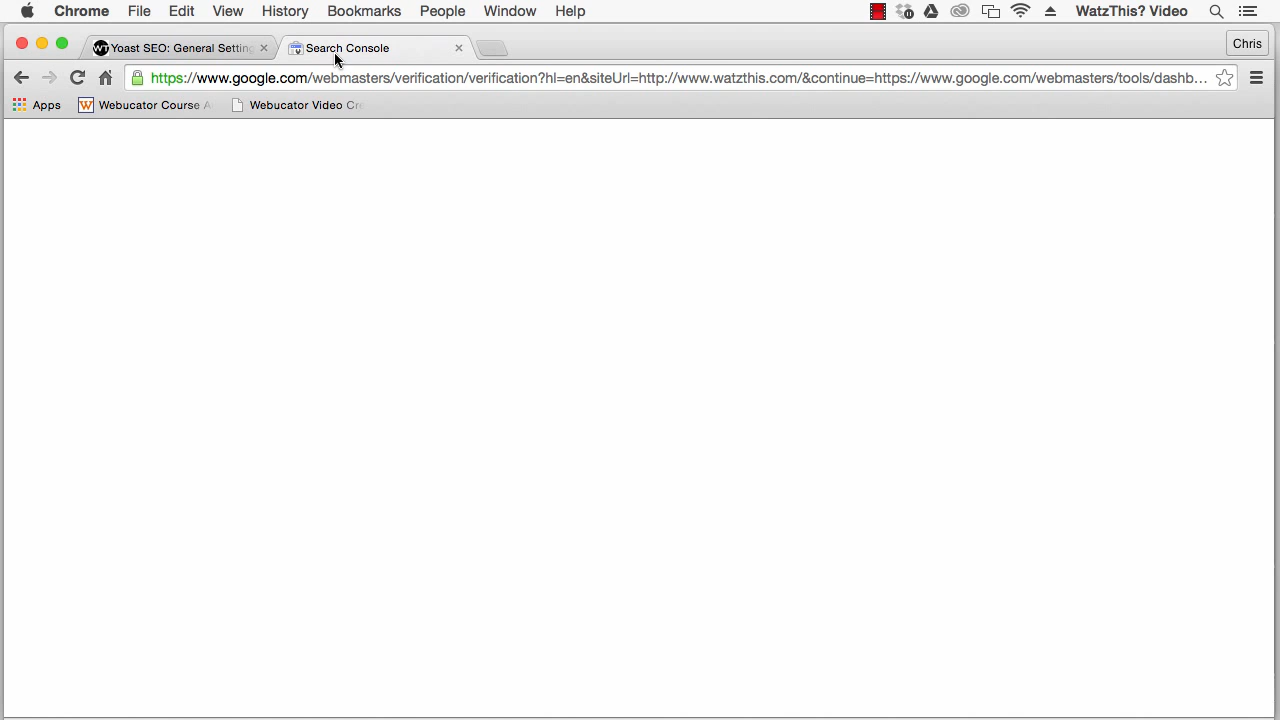 Chrome File Edit View History Bookmarks People Window Help WatzThis? Video
WT Yoast SEO: General Setting Search Console Chris
https://www.google.com/webmasters/verification/verification?hl=en&siteUrl=http://www.watzthis.com/&continue=https://www.google.com/webmasters/tools/dashb...
Apps W Webucator Course A Webucator Video Cre